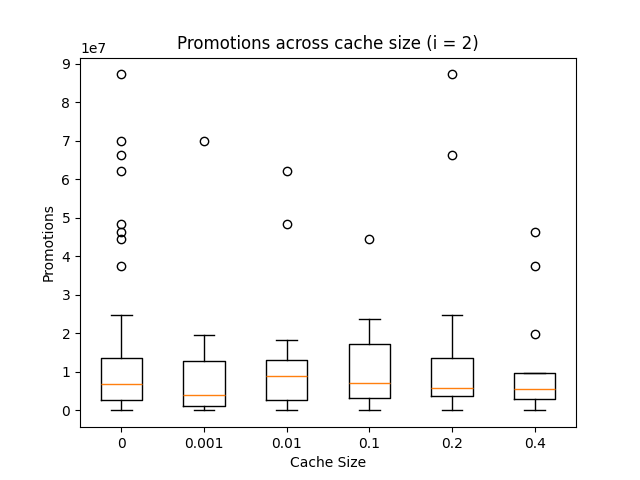 Promotions across cache size (i = 2)
1e7
9
8
7
6
5
4
3
2
1
0
Promotions
0 0.001 0.01 0.1 0.2 0.4
Cache Size